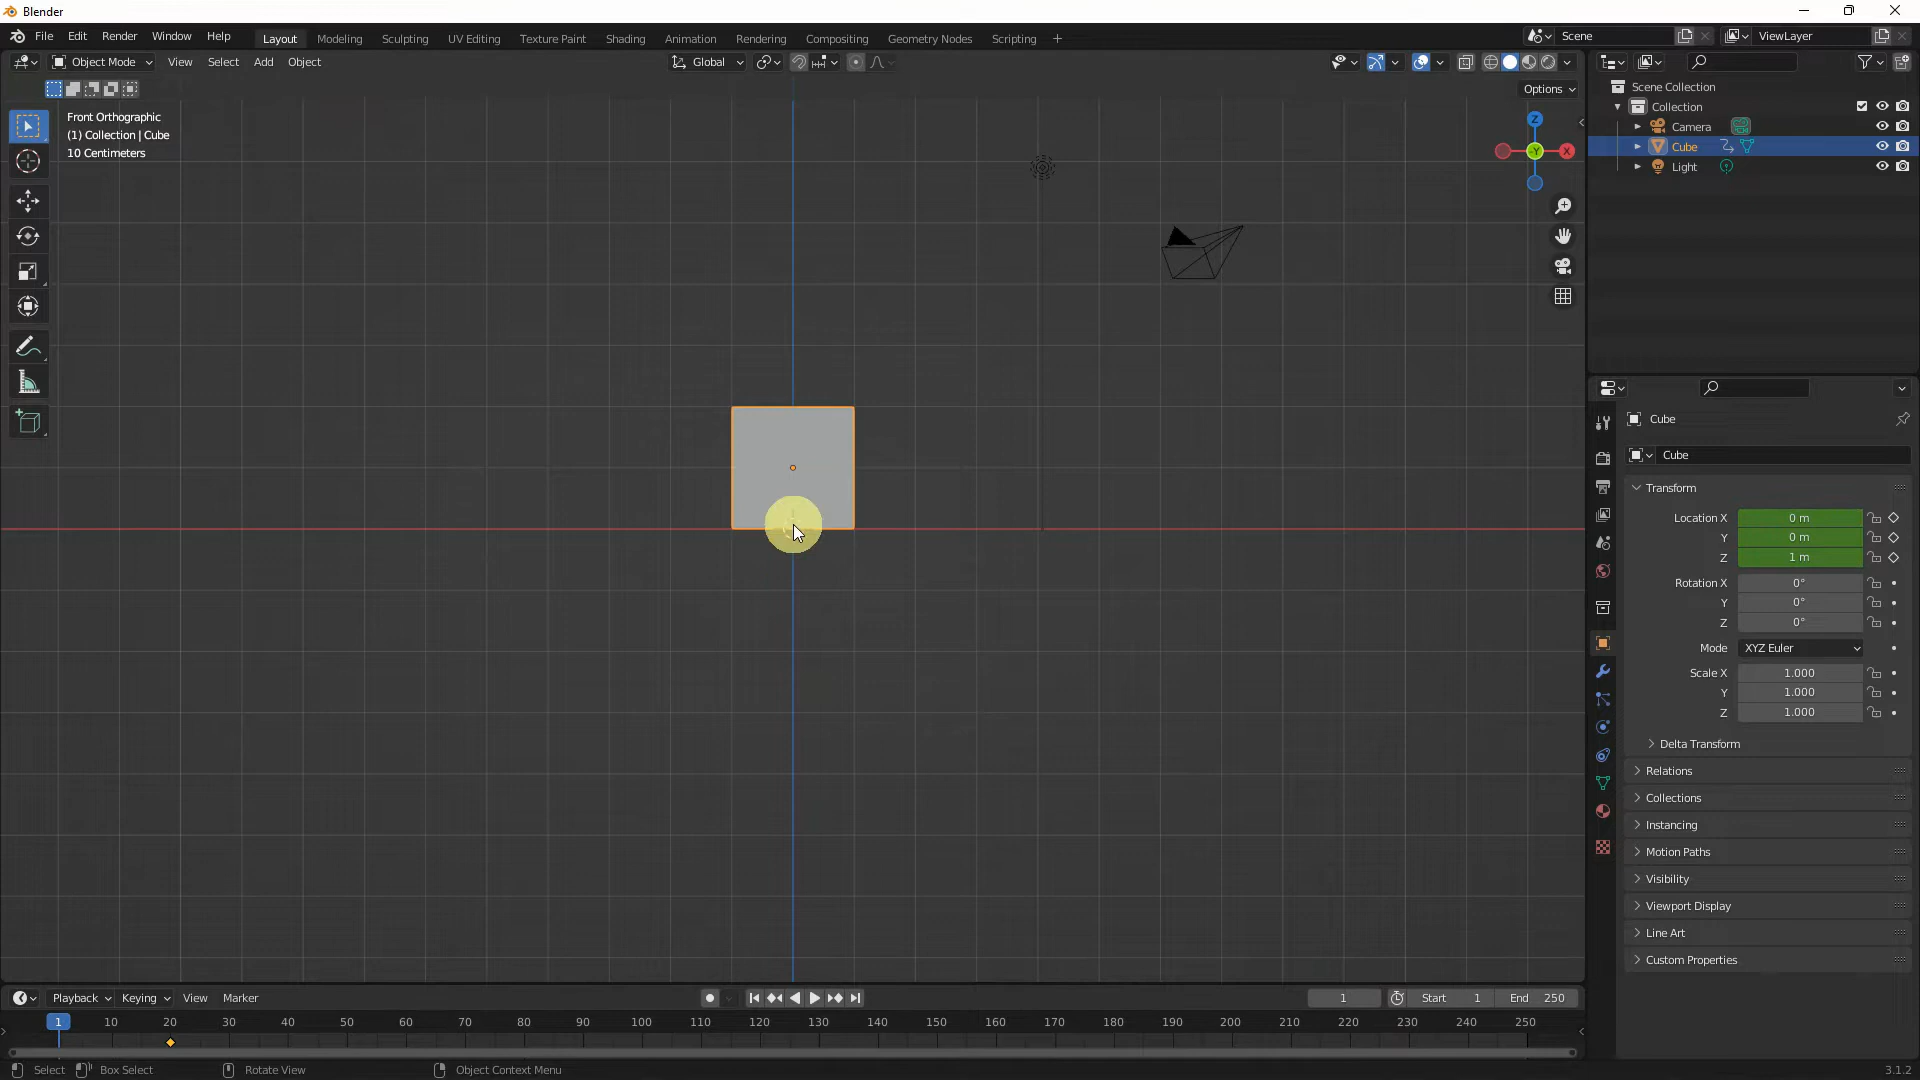 Blender
File Edit Render Window Help
Layout Modeling Sculpting UV Editing Texture Paint Shading Animation Rendering Compositing Geometry Nodes Scripting +
Scene ViewLayer
Object Mode View Select Add Object
Global
Options
Front Orthographic
(1) Collection | Cube
10 Centimeters
Z
-Y
X
Scene Collection
Collection
Camera
Cube
Light
Cube
Cube
Transform
Location X 0 m
Y 0 m
Z 1 m
Rotation X 0°
Y 0°
Z 0°
Mode XYZ Euler
Scale X 1.000
Y 1.000
Z 1.000
Delta Transform
Relations
Collections
Instancing
Motion Paths
Visibility
Viewport Display
Line Art
Custom Properties
Playback Keying View Marker
1 Start 1 End 250
1 10 20 30 40 50 60 70 80 90 100 110 120 130 140 150 160 170 180 190 200 210 220 230 240 250
Select Box Select Rotate View Object Context Menu
3.1.2